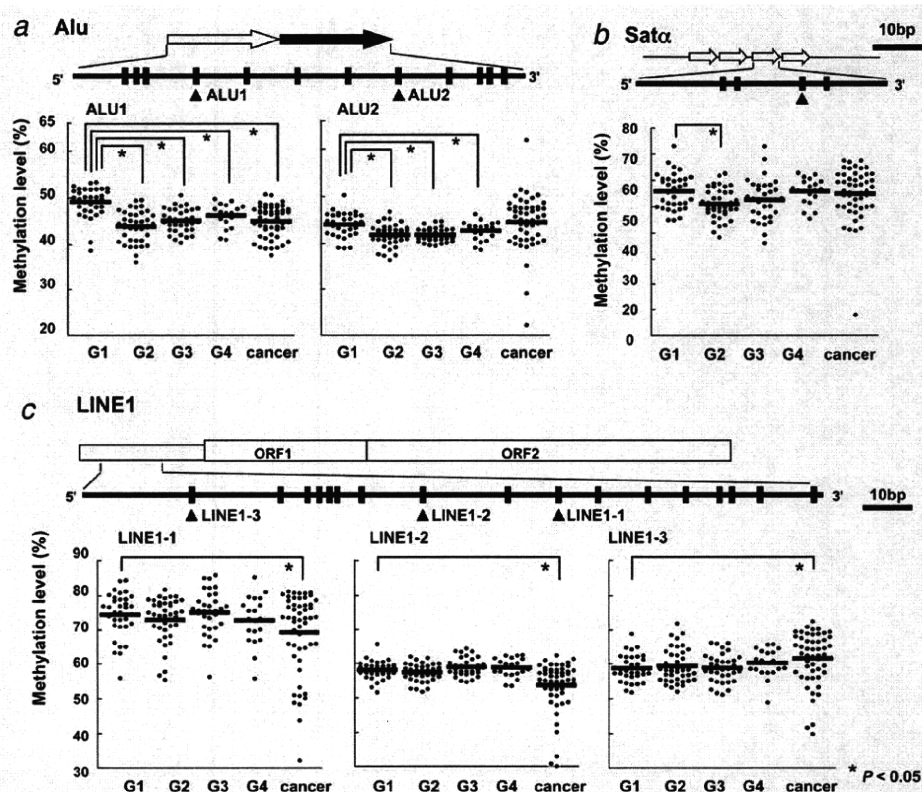 a Alu
5' 3'
ALU1 ALU2
ALU1 ALU2
Methylation level (%)
65
60
50
40
30
20
* * * *
* * *
G1 G2 G3 G4 cancer
G1 G2 G3 G4 cancer
b Satα
10bp
5' 3'
Methylation level (%)
80
70
60
50
40
30
20
0
*
G1 G2 G3 G4 cancer
c LINE1
ORF1 ORF2
5' 3'
10bp
LINE1-3 LINE1-2 LINE1-1
LINE1-1 LINE1-2 LINE1-3
Methylation level (%)
90
80
70
60
50
40
30
* * *
G1 G2 G3 G4 cancer
G1 G2 G3 G4 cancer
G1 G2 G3 G4 cancer
* P < 0.05